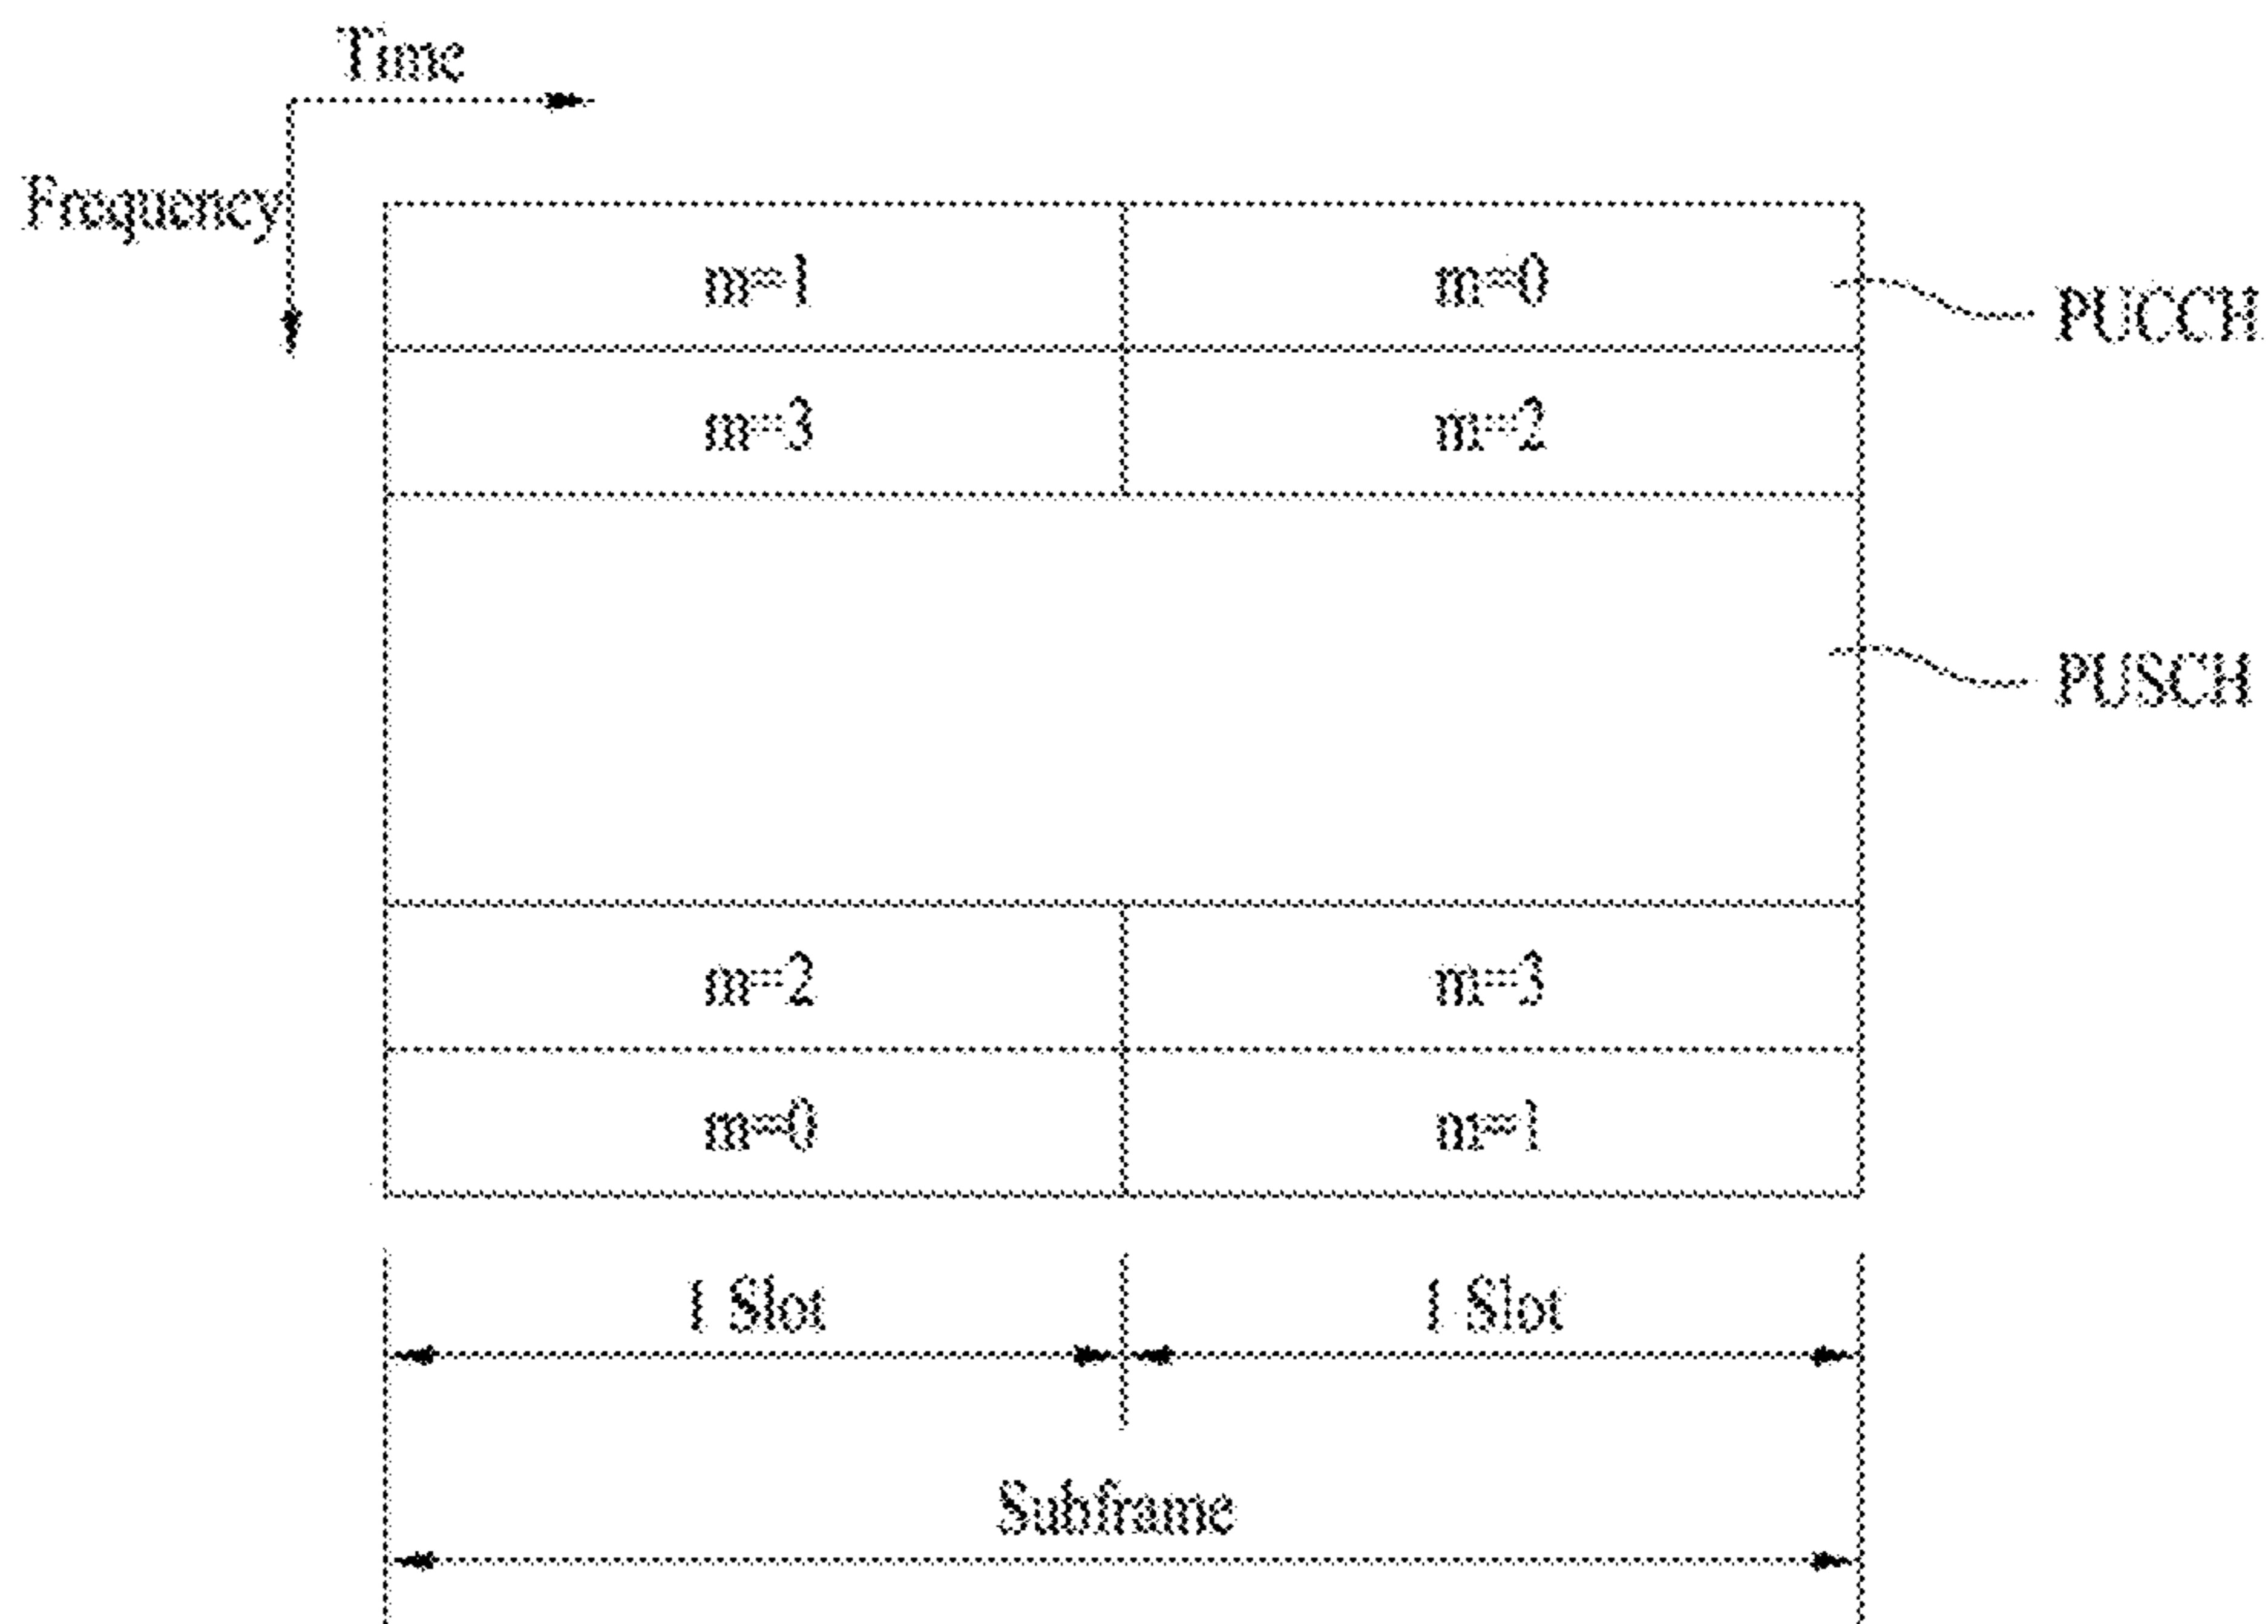 Time
Frequency
m=1 m=0
PUCCH
m=3 m=2
PUSCH
m=2 m=3
m=0 m=1
1 Slot 1 Slot
Subframe